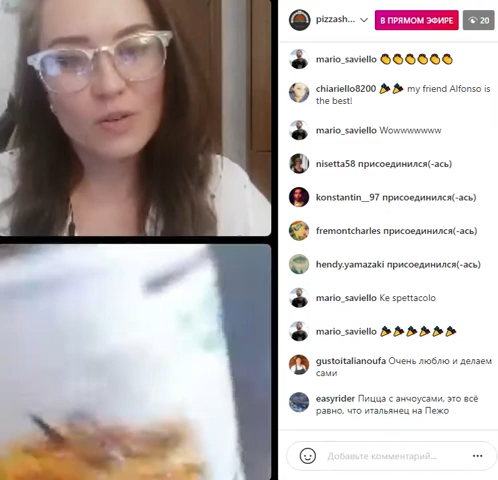 pizzash...
В ПРЯМОМ ЭФИРЕ
20
mario_saviello 👏👏👏👏👏👏
chiariello8200 🎉🎉 my friend Alfonso is
the best!
mario_saviello Wowwwwwww
nisetta58 присоединился(-ась)
konstantin__97 присоединился(-ась)
fremontcharles присоединился(-ась)
hendy.yamazaki присоединился(-ась)
mario_saviello Ke spettacolo
mario_saviello 🎉🎉🎉🎉🎉🎉
gustoitalianoufa Очень люблю и делаем
сами
easyrider Пицца с анчоусами, это всё
равно, что итальянец на Пежо
Добавьте комментарий...